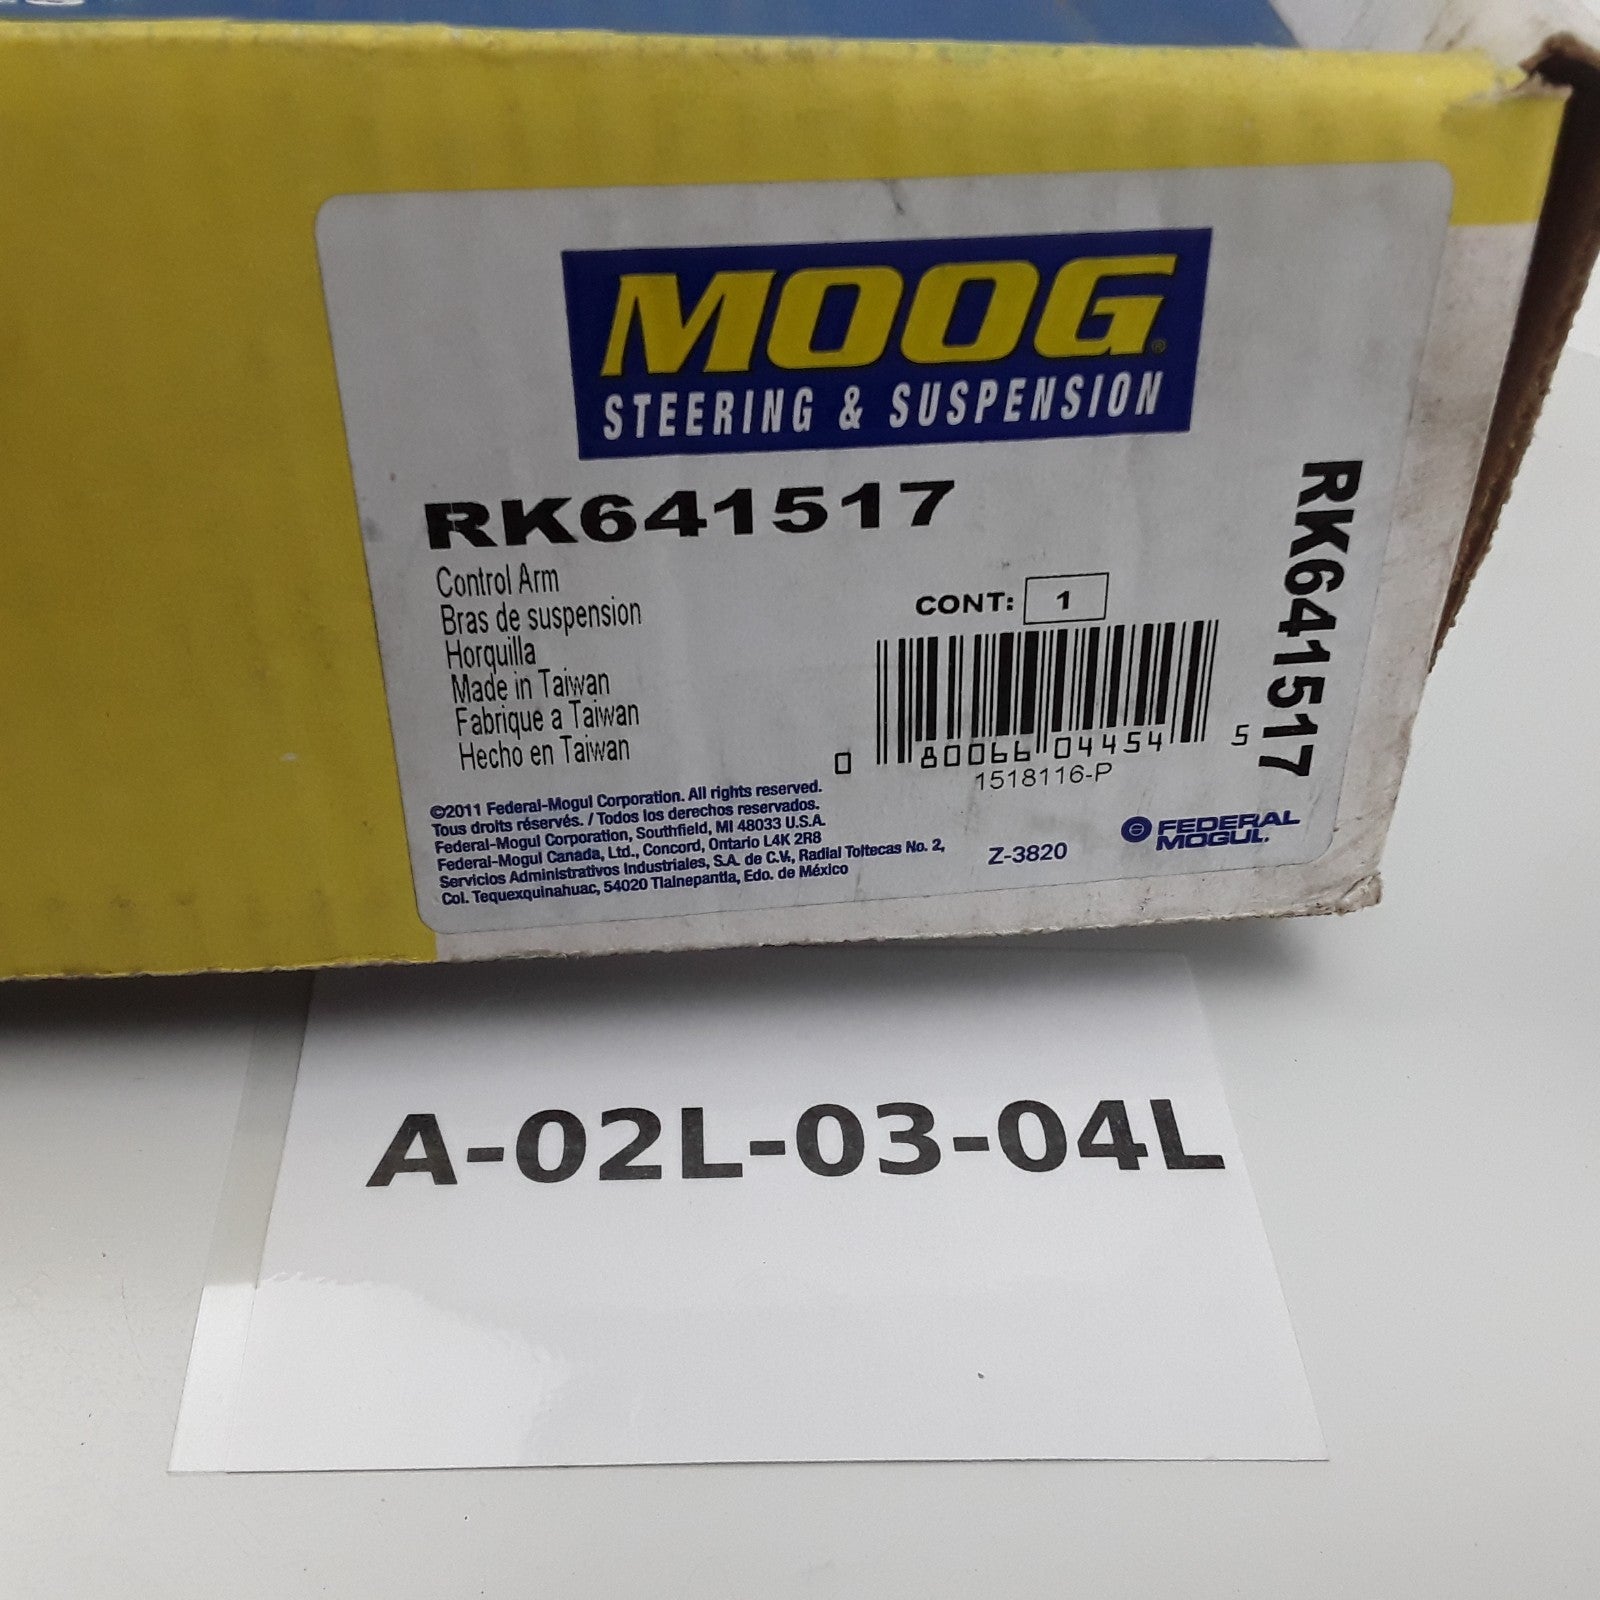 MOOG®
STEERING & SUSPENSION
RK641517
Control Arm
Bras de suspension
Horquilla
Made in Taiwan
Fabrique a Taiwan
Hecho en Taiwan
CONT: 1
0 80066 04454 5
1518116-P
RK641517
©2011 Federal-Mogul Corporation. All rights reserved.
Tous droits réservés. / Todos los derechos reservados.
Federal-Mogul Corporation, Southfield, MI 48033 U.S.A.
Federal-Mogul Canada, Ltd., Concord, Ontario L4K 2R8
Servicios Administrativos Industriales, S.A. de C.V., Radial Toltecas No. 2,
Col. Tequexquinahuac, 54020 Tlalnepantla, Edo. de México
Z-3820
FEDERAL
MOGUL.
A-02L-03-04L